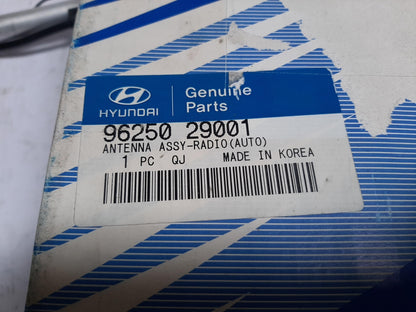 HYUNDAI
Genuine
Parts
96250 29001
ANTENNA ASSY-RADIO(AUTO)
1 PC QJ MADE IN KOREA